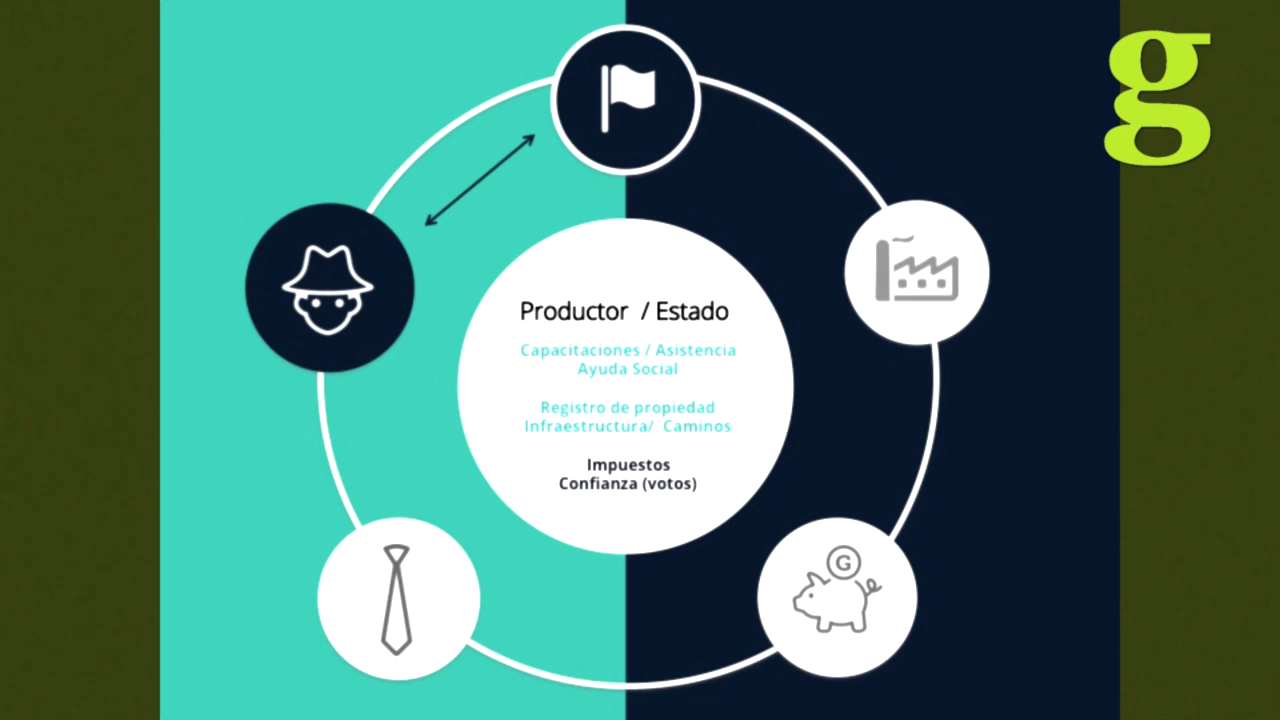 g
Productor / Estado
Capacitaciones / Asistencia
Ayuda Social
Registro de propiedad
Infraestructura/ Caminos
Impuestos
Confianza (votos)
G